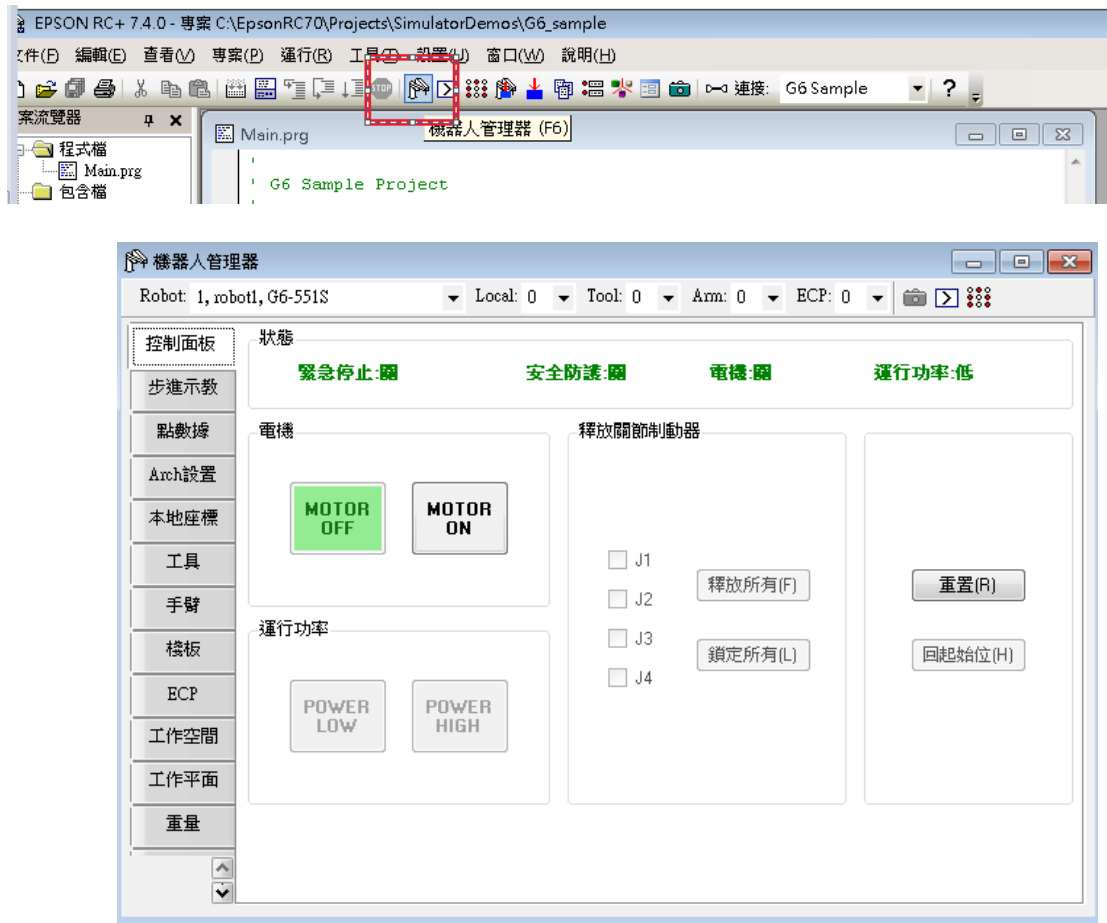 EPSON RC+ 7.4.0 - 專案 C:\EpsonRC70\Projects\SimulatorDemos\G6_sample
文件(F) 編輯(E) 查看(V) 專案(P) 運行(R) 工具(T) 設置(U) 窗口(W) 說明(H)
STOP 連接: G6 Sample ?
案流覽器
Main.prg
機器人管理器 (F6)
程式檔
Main.prg
包含檔
'
' G6 Sample Project
機器人管理器
Robot: 1, robot1, G6-551S Local: 0 Tool: 0 Arm: 0 ECP: 0
控制面板
步進示教
點數據
Arch設置
本地座標
工具
手臂
棧板
ECP
工作空間
工作平面
重量
狀態
緊急停止:關 安全防護:關 電機:關 運行功率:低
電機
MOTOR OFF
MOTOR ON
運行功率
POWER LOW
POWER HIGH
釋放關節制動器
J1
J2
J3
J4
釋放所有(F)
鎖定所有(L)
重置(R)
回起始位(H)